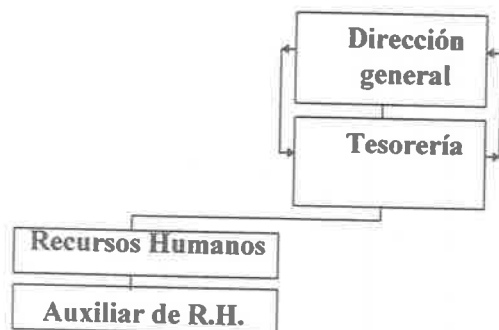 Dirección
general
Tesorería
Recursos Humanos
Auxiliar de R.H.